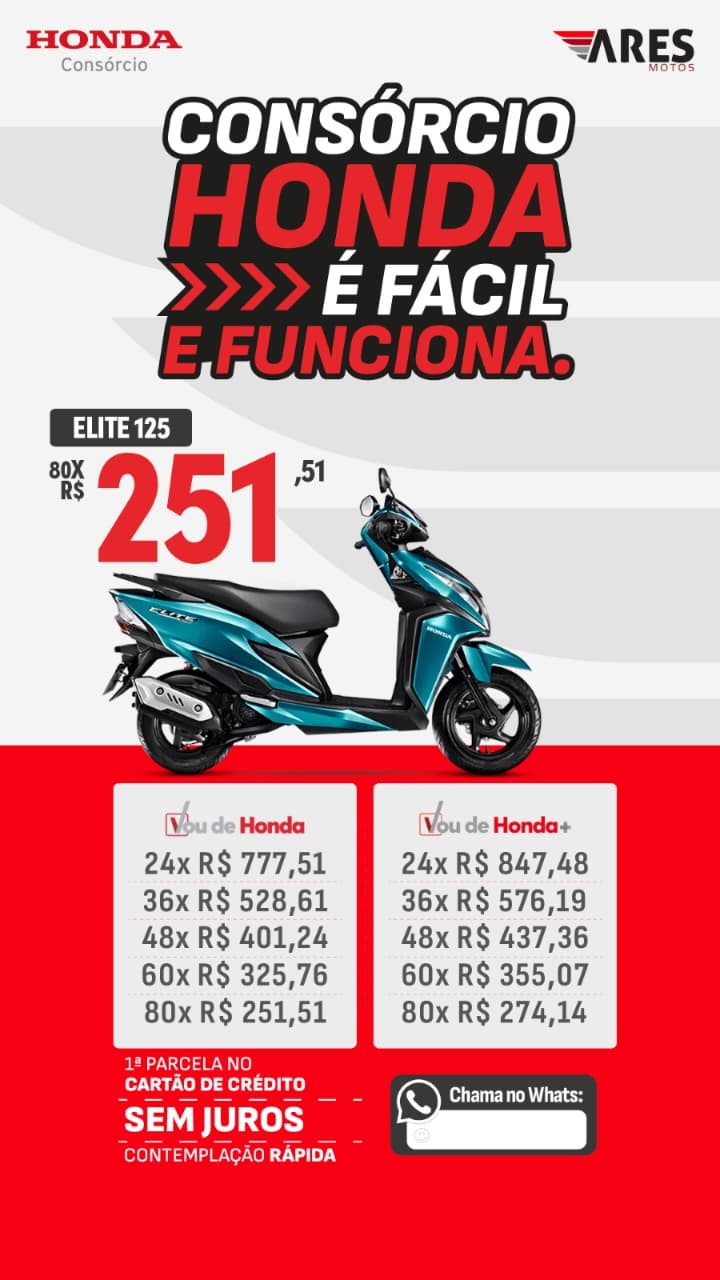 HONDA
Consórcio
ARES
MOTOS
CONSÓRCIO
HONDA
É FÁCIL
E FUNCIONA.
ELITE 125
80X
R$
251
,51
ELITE
HONDA
Vou de Honda
24x R$ 777,51
36x R$ 528,61
48x R$ 401,24
60x R$ 325,76
80x R$ 251,51
Vou de Honda+
24x R$ 847,48
36x R$ 576,19
48x R$ 437,36
60x R$ 355,07
80x R$ 274,14
1ª PARCELA NO
CARTÃO DE CRÉDITO
SEM JUROS
CONTEMPLAÇÃO RÁPIDA
Chama no Whats: